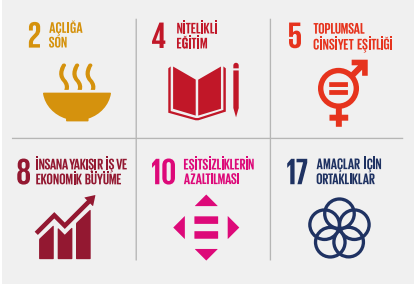 2 AÇLIĞA
SON
4 NİTELİKLİ
EĞİTİM
5 TOPLUMSAL
CİNSİYET EŞİTLİĞİ
8 İNSANA YAKIŞIR İŞ VE
EKONOMİK BÜYÜME
10 EŞİTSİZLİKLERİN
AZALTILMASI
17 AMAÇLAR İÇİN
ORTAKLIKLAR